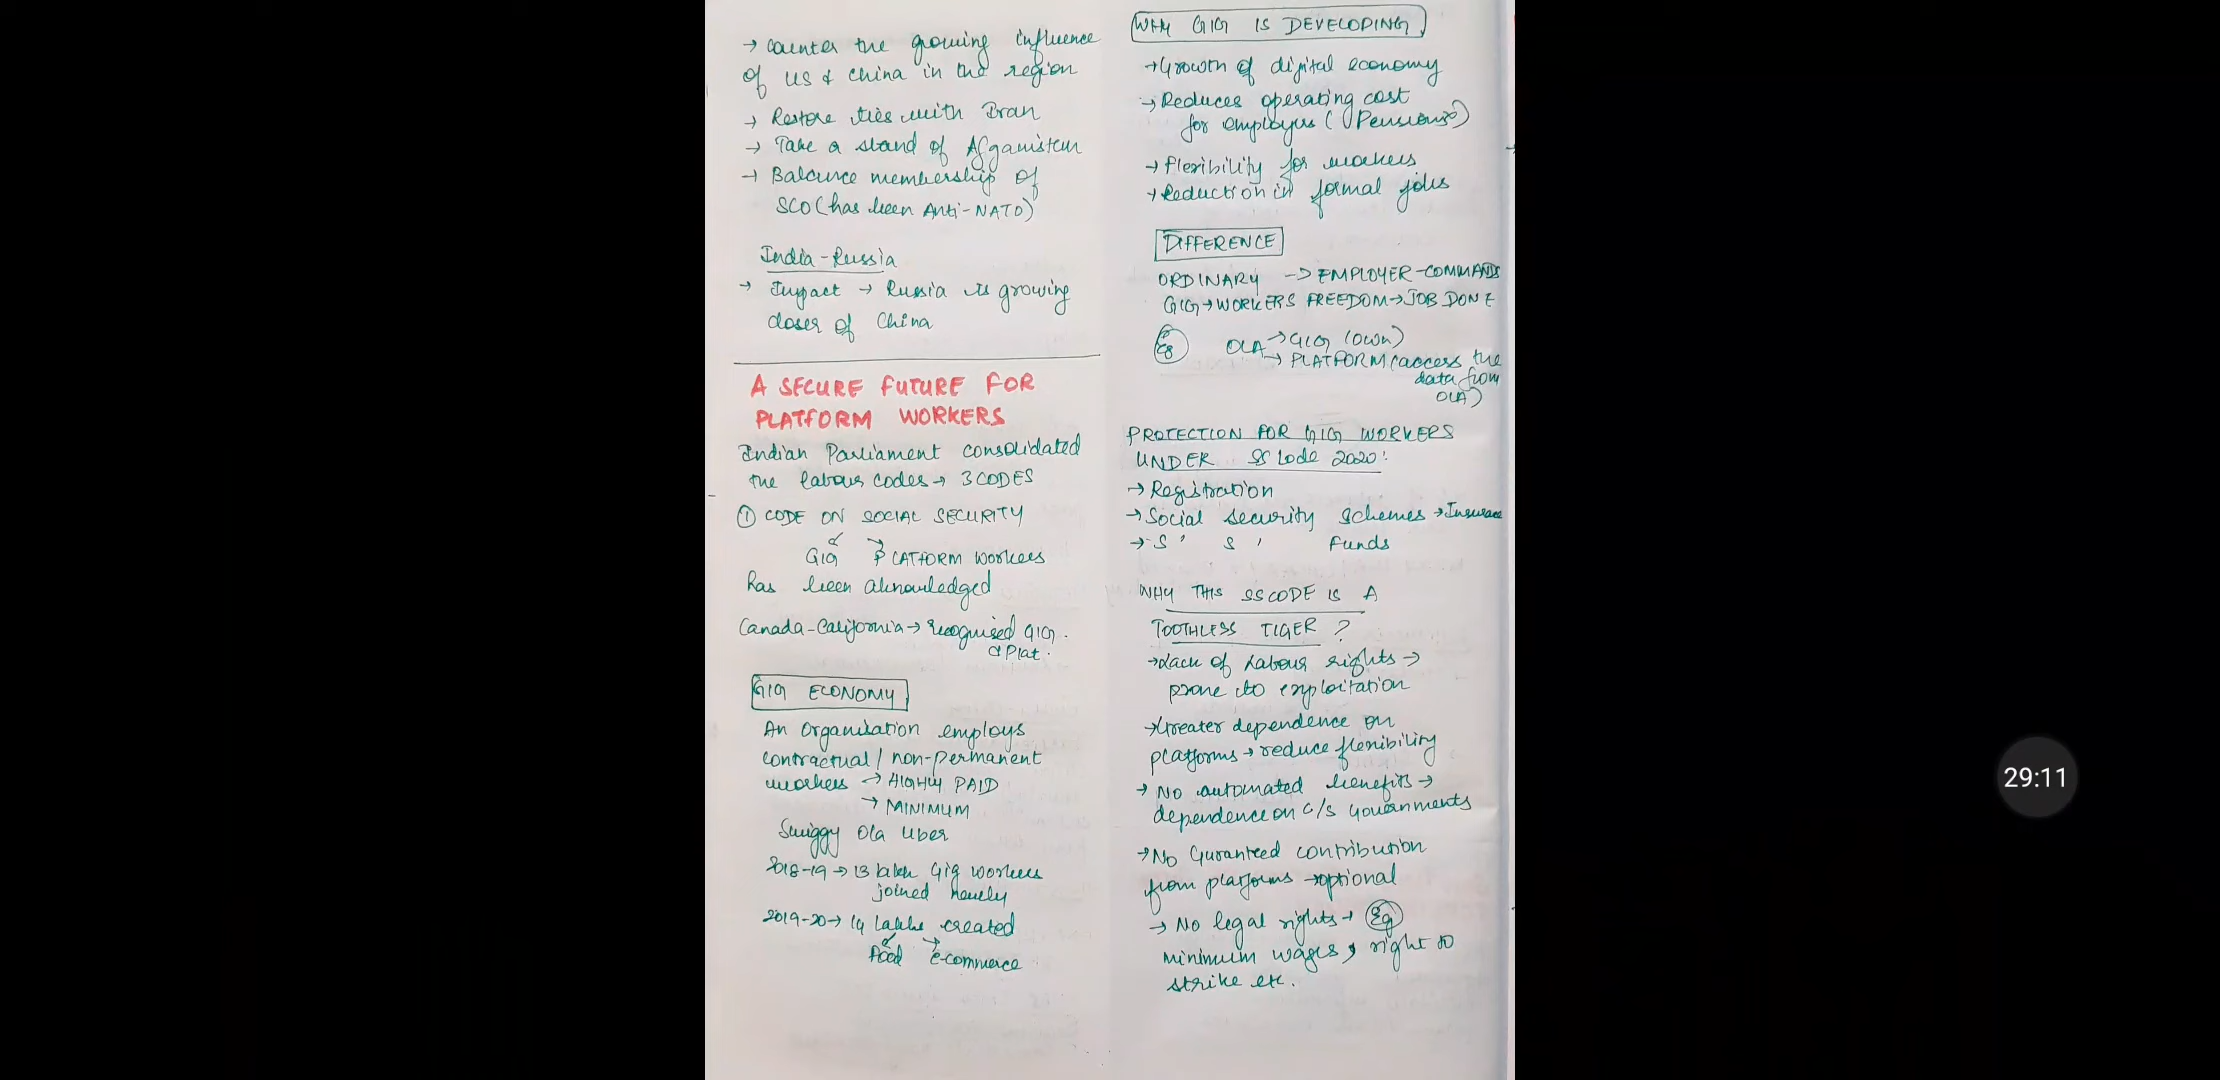 → Counter the growing influence
of US & China in the region
→ Restore ties with Iran
→ Take a stand of Afganistan
→ Balance membership of
SCO (has been Anti-NATO)
India-Russia
→ Impact → Russia is growing
closer of China
A SECURE FUTURE FOR
PLATFORM WORKERS
Indian Parliament consolidated
the labour codes → 3 CODES
① CODE ON SOCIAL SECURITY
GIG PLATFORM workers
has been aknowledged
Canada-California → recognised GIG
& Plat.
GIG ECONOMY
An Organisation employs
contractual / non-permanent
workers → HIGHLY PAID
→ MINIMUM
Swiggy Ola Uber
2018-19 → 13 lakh Gig workers
joined newly
2019-20 → 14 lakhs created
Food e-commerce
WHY GIG IS DEVELOPING
→ Growth of digital economy
→ Reduces operating cost
for employers (Pensions)
→ Flexibility for workers
→ Reduction in formal jobs
DIFFERENCE
ORDINARY → EMPLOYER-COMMANDS
GIG → WORKERS FREEDOM → JOB DONE
Eg OLA → GIG (Own)
→ PLATFORM (access the
data from
OLA)
PROTECTION FOR GIG WORKERS
UNDER SS Code 2020:
→ Registration
→ Social security schemes → Insurance
→ S ' S ' Funds
WHY THIS SS CODE IS A
TOOTHLESS TIGER ?
→ Lack of Labour rights →
prone to exploitation
→ Greater dependence on
platforms → reduce flexibility
→ No automated benefits →
dependence on C/S Governments
→ No Guranteed contribution
from platforms → optional
→ No legal rights → Eg
minimum wages, right to
strike etc.
29:11